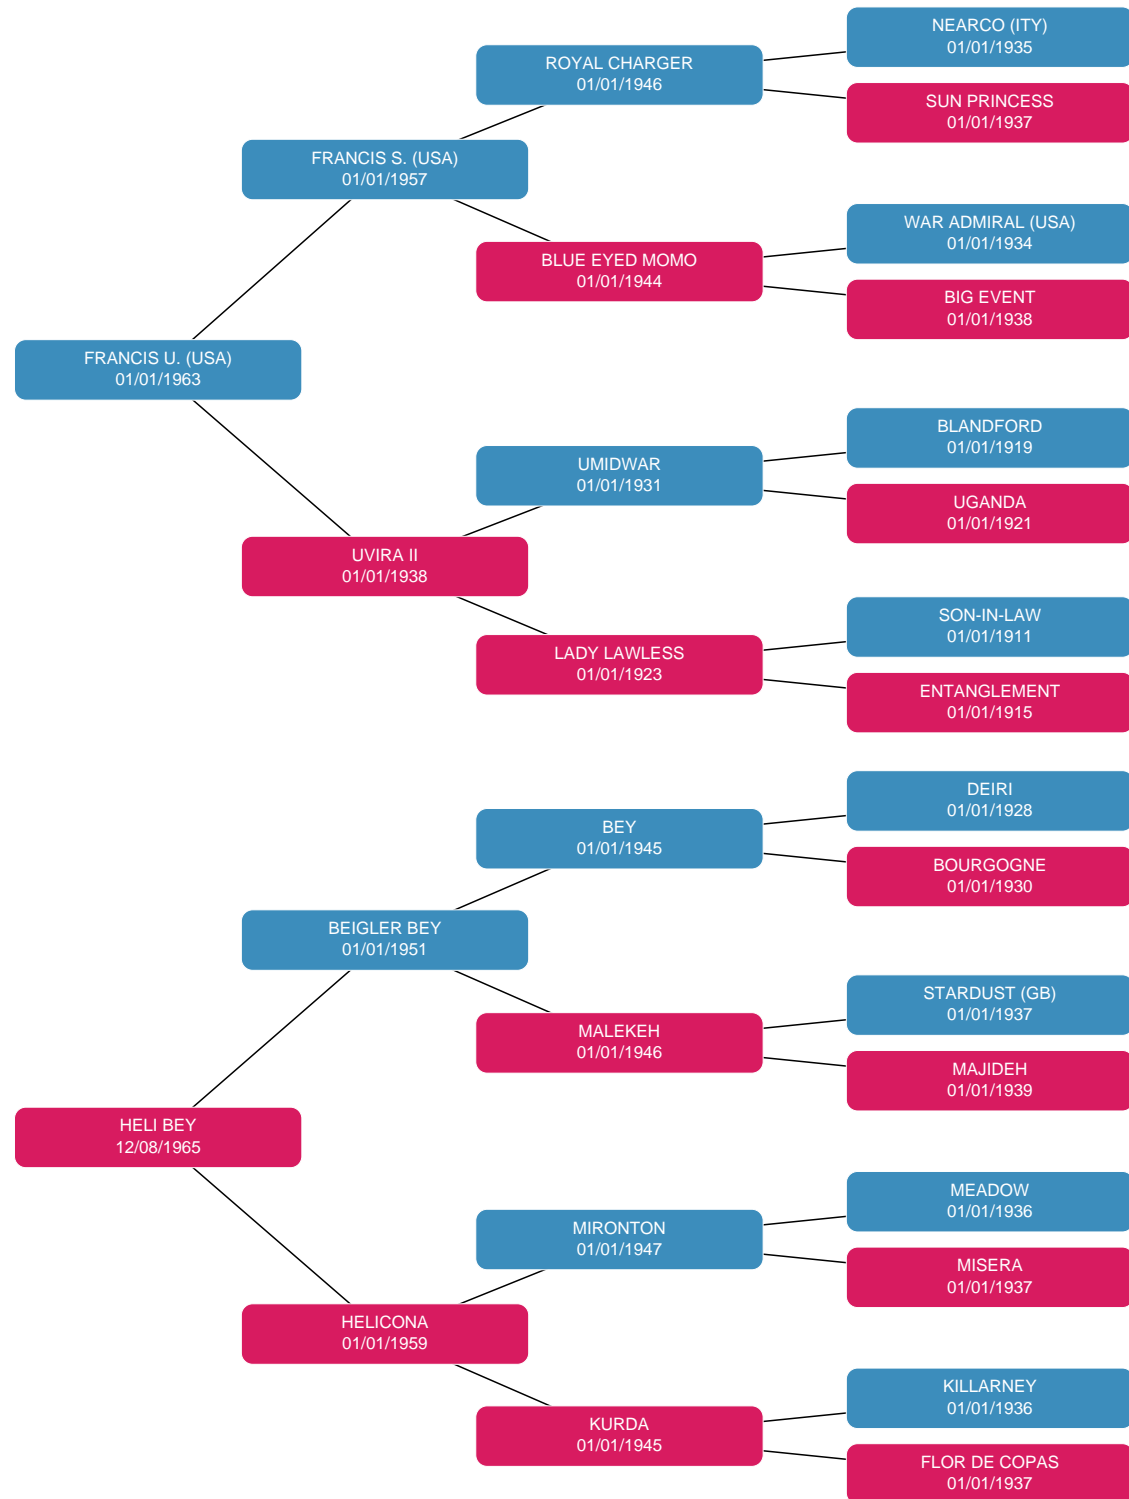 NEARCO (ITY)
01/01/1935
ROYAL CHARGER
01/01/1946
SUN PRINCESS
01/01/1937
FRANCIS S. (USA)
01/01/1957
WAR ADMIRAL (USA)
01/01/1934
BLUE EYED MOMO
01/01/1944
BIG EVENT
01/01/1938
FRANCIS U. (USA)
01/01/1963
BLANDFORD
01/01/1919
UMIDWAR
01/01/1931
UGANDA
01/01/1921
UVIRA II
01/01/1938
SON-IN-LAW
01/01/1911
LADY LAWLESS
01/01/1923
ENTANGLEMENT
01/01/1915
DEIRI
01/01/1928
BEY
01/01/1945
BOURGOGNE
01/01/1930
BEIGLER BEY
01/01/1951
STARDUST (GB)
01/01/1937
MALEKEH
01/01/1946
MAJIDEH
01/01/1939
HELI BEY
12/08/1965
MEADOW
01/01/1936
MIRONTON
01/01/1947
MISERA
01/01/1937
HELICONA
01/01/1959
KILLARNEY
01/01/1936
KURDA
01/01/1945
FLOR DE COPAS
01/01/1937